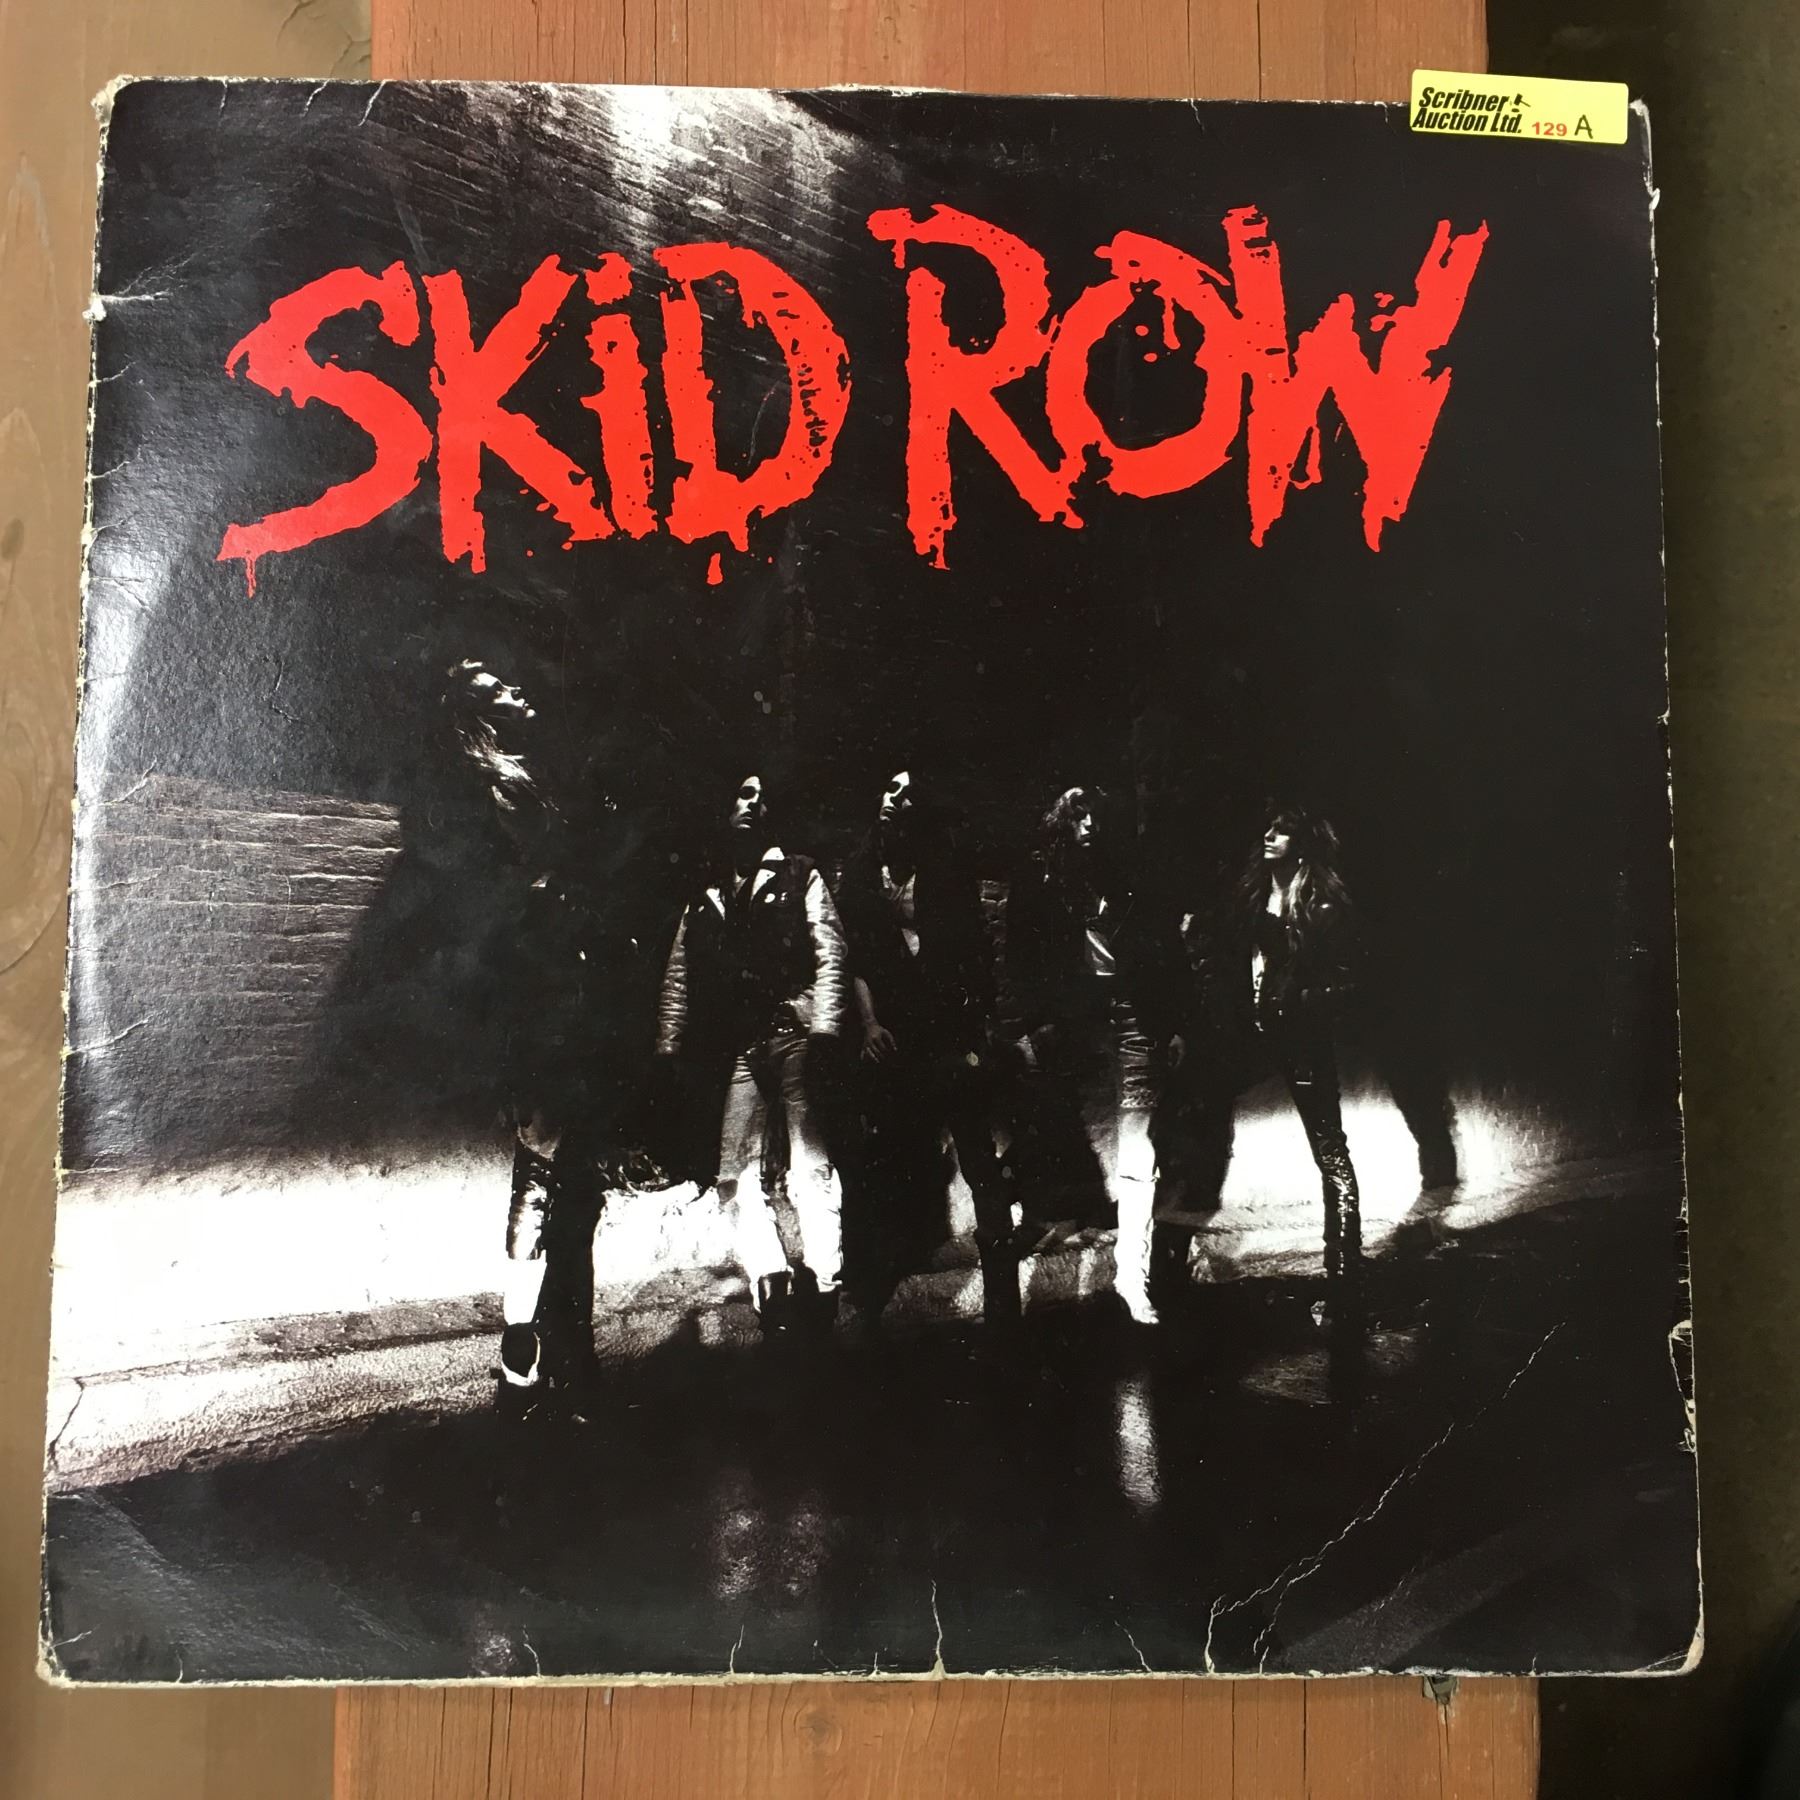 Scribner
Auction Ltd. 129 A
SKiD ROW